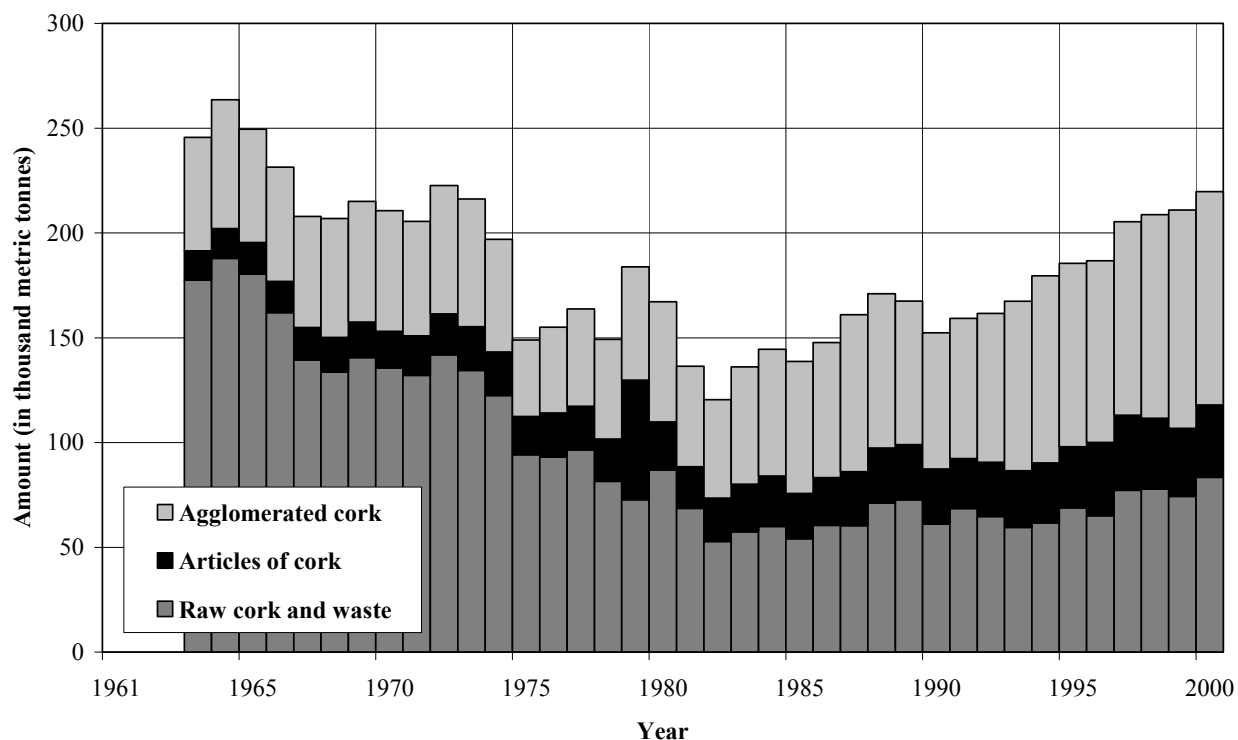 300
250
200
150
100
50
0
Amount (in thousand metric tonnes)
Agglomerated cork
Articles of cork
Raw cork and waste
1961 1965 1970 1975 1980 1985 1990 1995 2000
Year